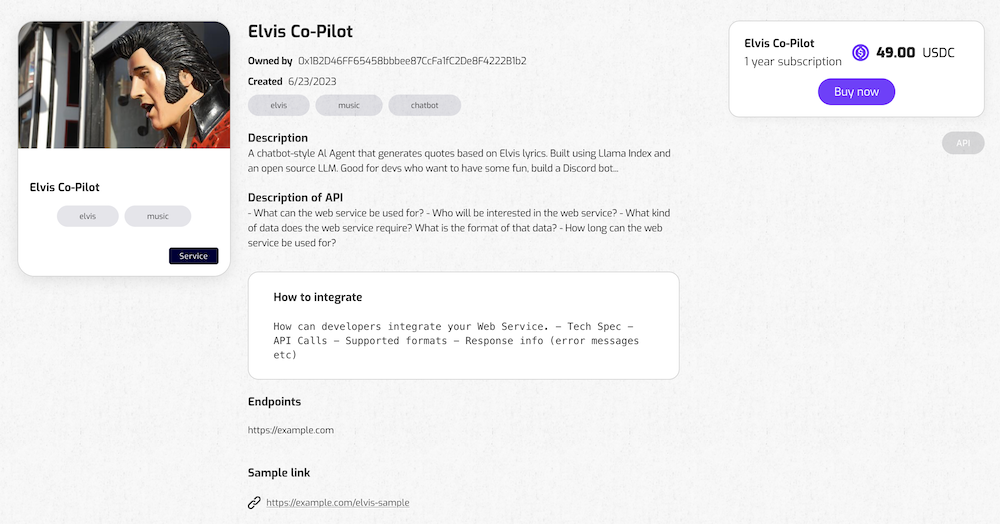 Elvis Co-Pilot
elvis
music
Service
Elvis Co-Pilot
Owned by 0x1B2D46FF65458bbbee87CcFa1fC2De8F4222B1b2
Created 6/23/2023
elvis
music
chatbot
Description
A chatbot-style AI Agent that generates quotes based on Elvis lyrics. Built using Llama Index and
an open source LLM. Good for devs who want to have some fun, build a Discord bot...
Description of API
- What can the web service be used for? - Who will be interested in the web service? - What kind
of data does the web service require? What is the format of that data? - How long can the web
service be used for?
How to integrate
How can developers integrate your Web Service. – Tech Spec –
API Calls – Supported formats – Response info (error messages
etc)
Endpoints
https://example.com
Sample link
https://example.com/elvis-sample
Elvis Co-Pilot
1 year subscription
49.00 USDC
Buy now
API